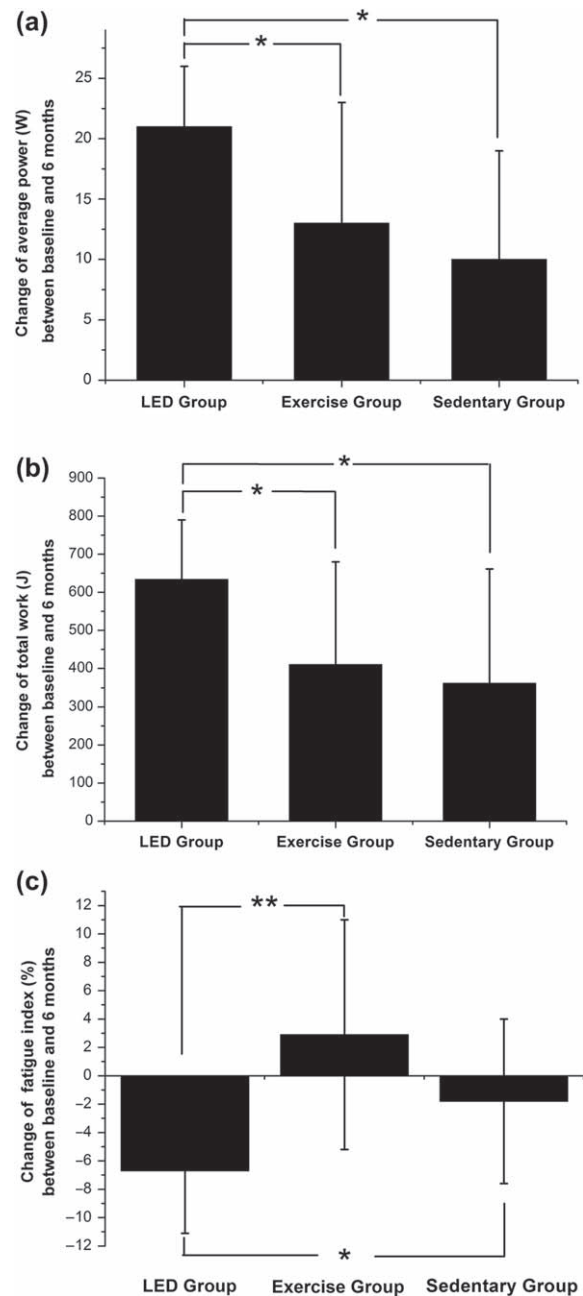 (a)
*
*
Change of average power (W)
between baseline and 6 months
25
20
15
10
5
0
LED Group Exercise Group Sedentary Group
(b)
*
*
Change of total work (J)
between baseline and 6 months
900
800
700
600
500
400
300
200
100
0
LED Group Exercise Group Sedentary Group
(c)
**
Change of fatigue index (%)
between baseline and 6 months
12
10
8
6
4
2
0
−2
−4
−6
−8
−10
−12
*
LED Group Exercise Group Sedentary Group